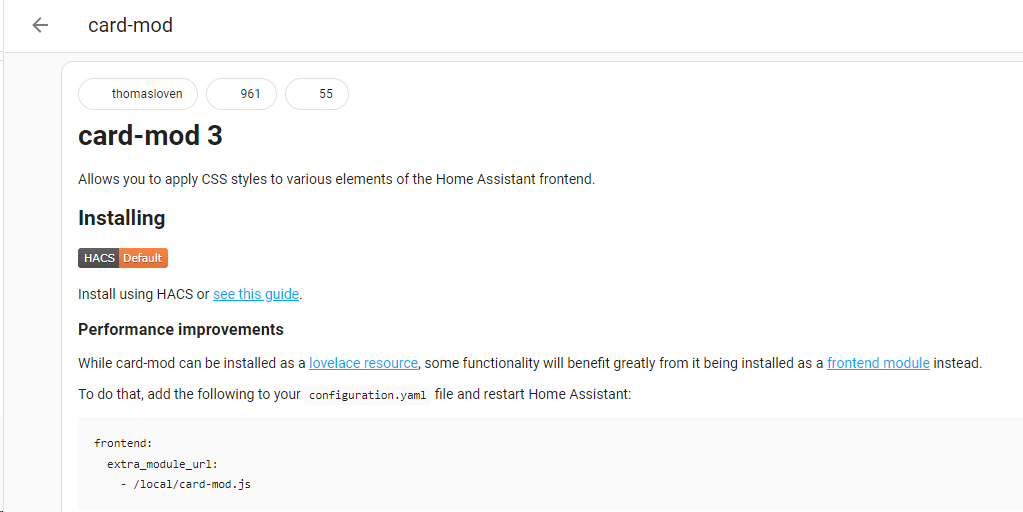 card-mod
thomasloven 961 55
card-mod 3
Allows you to apply CSS styles to various elements of the Home Assistant frontend.
Installing
HACS Default
Install using HACS or see this guide.
Performance improvements
While card-mod can be installed as a lovelace resource, some functionality will benefit greatly from it being installed as a frontend module instead.
To do that, add the following to your configuration.yaml file and restart Home Assistant:
frontend:
  extra_module_url:
    - /local/card-mod.js